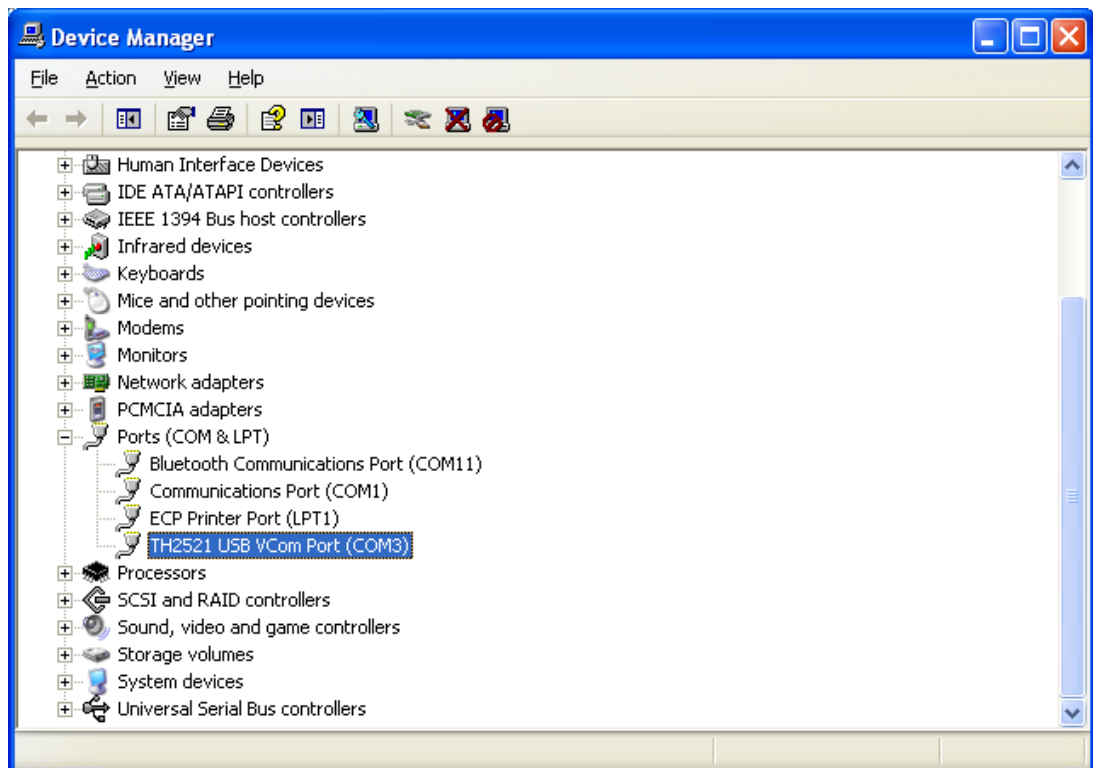 Device Manager
File Action View Help
Human Interface Devices
IDE ATA/ATAPI controllers
IEEE 1394 Bus host controllers
Infrared devices
Keyboards
Mice and other pointing devices
Modems
Monitors
Network adapters
PCMCIA adapters
Ports (COM & LPT)
Bluetooth Communications Port (COM11)
Communications Port (COM1)
ECP Printer Port (LPT1)
TH2521 USB VCom Port (COM3)
Processors
SCSI and RAID controllers
Sound, video and game controllers
Storage volumes
System devices
Universal Serial Bus controllers